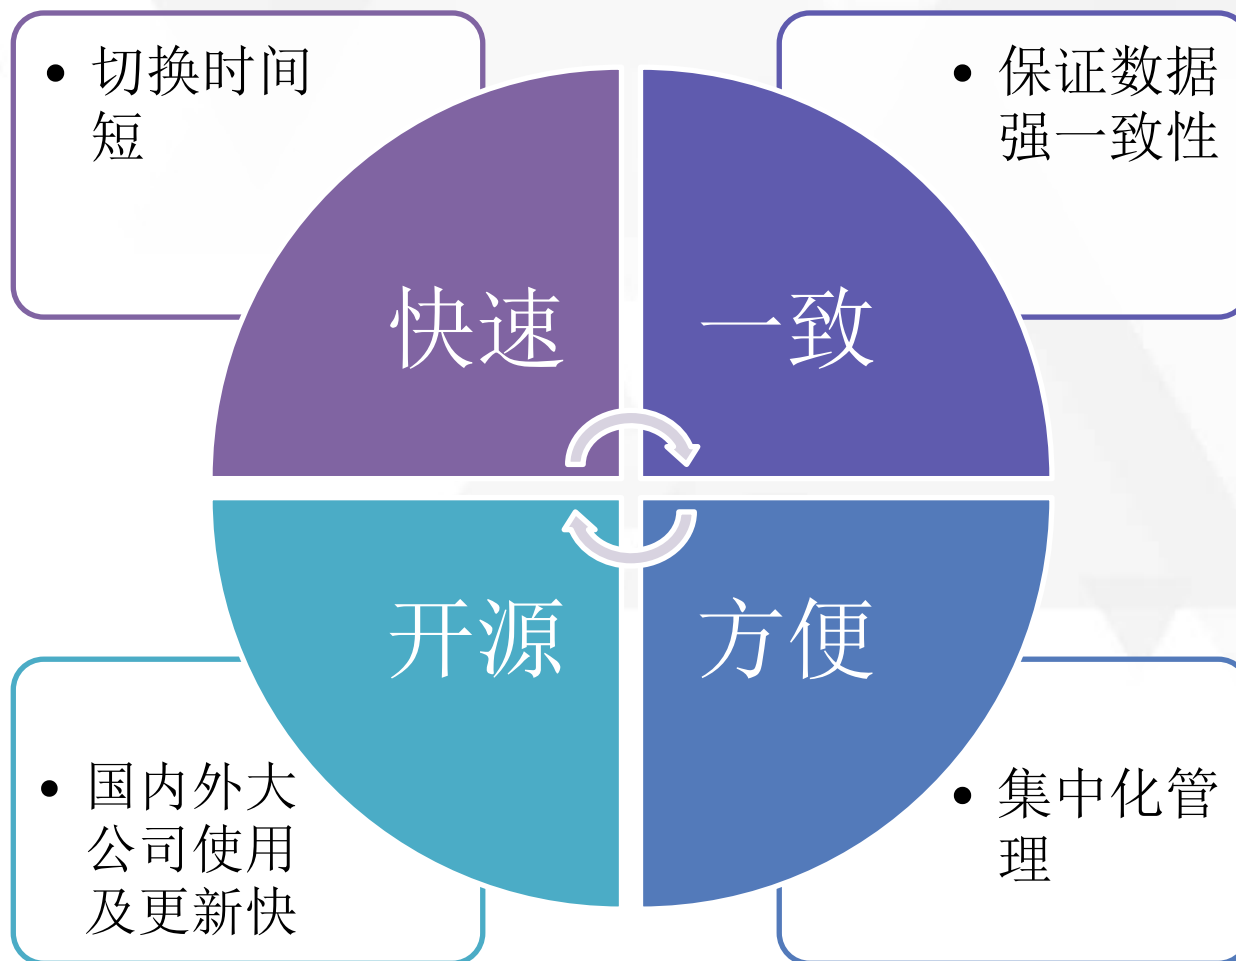 • 切换时间
短
• 保证数据
强一致性
快速
一致
开源
方便
• 国内外大
公司使用
及更新快
• 集中化管
理